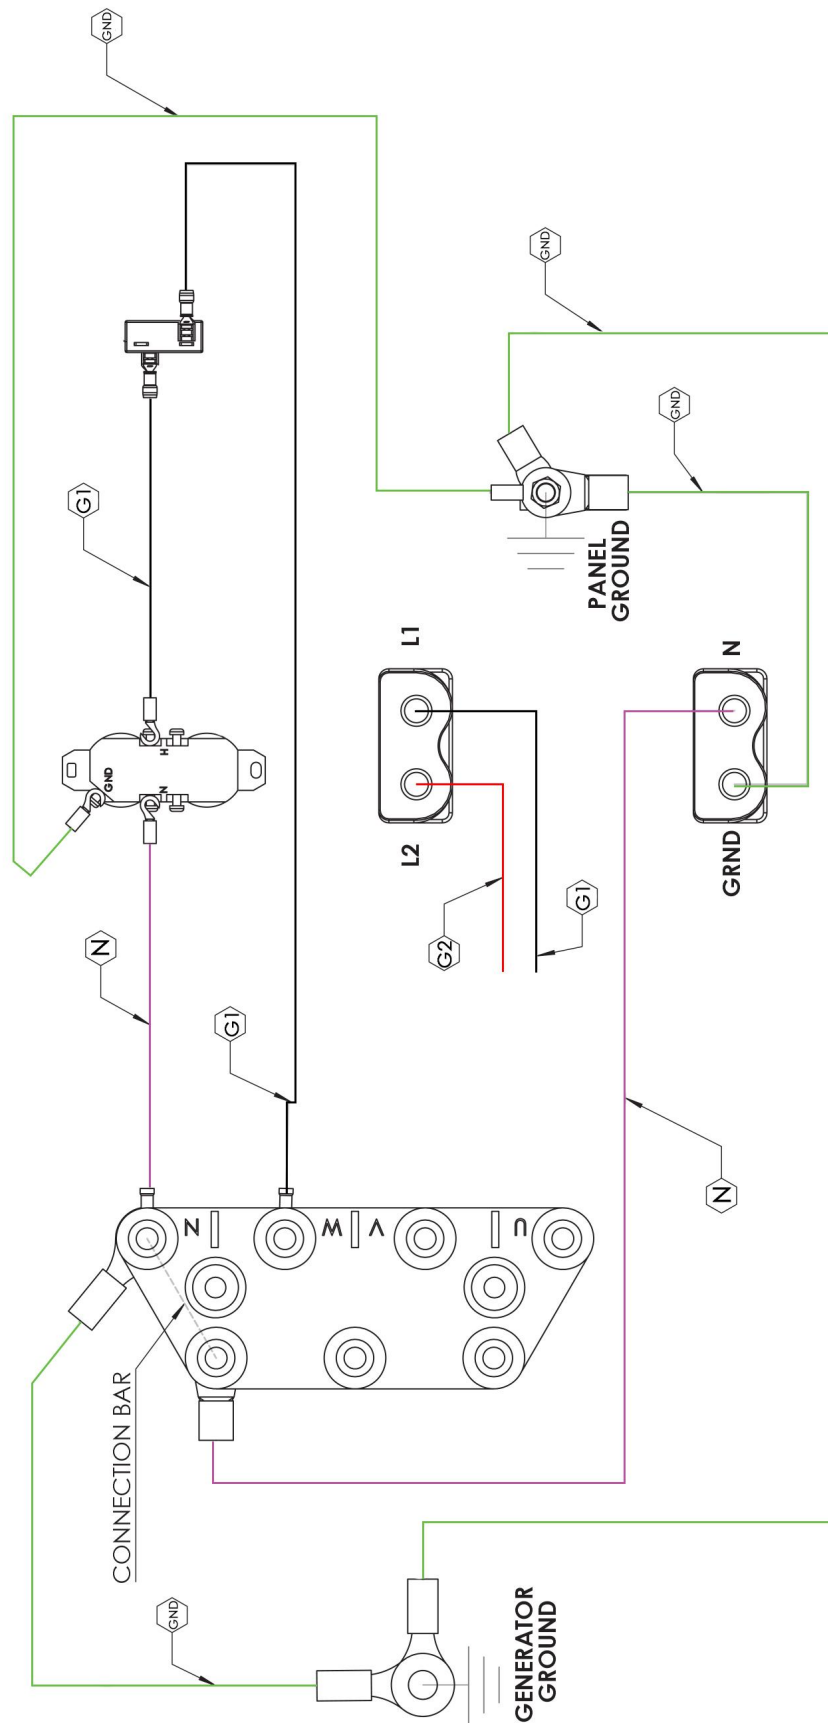 N
G1
GND
GND
CONNECTION BAR
N
H
GND
N
G1
W
V
L2
L1
G2
U
GND
GENERATOR
GROUND
G1
PANEL
GROUND
GND
N
GRND
N